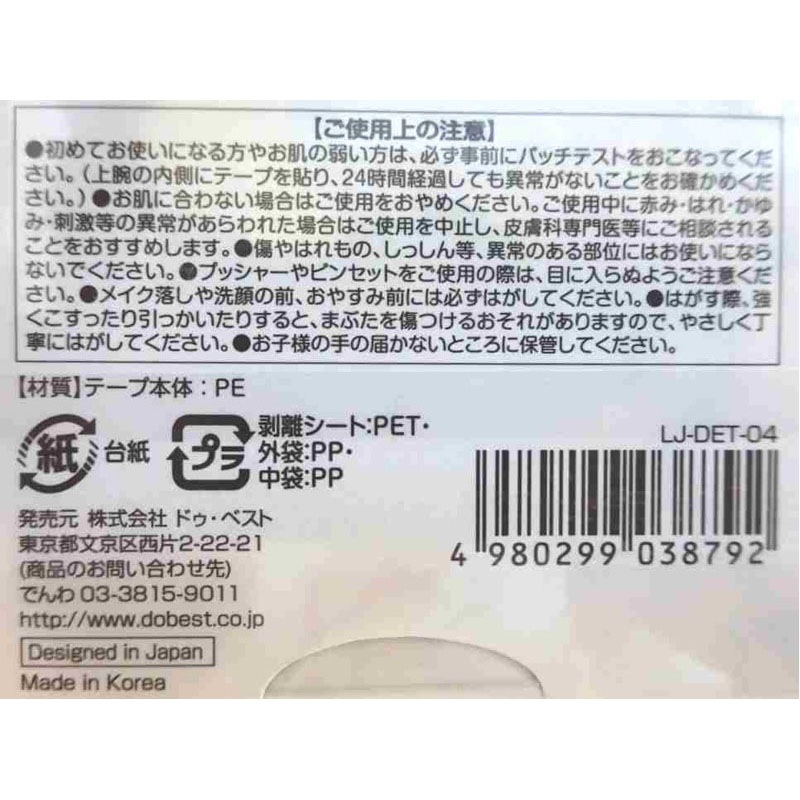 【ご使用上の注意】
●初めてお使いになる方やお肌の弱い方は、必ず事前にパッチテストをおこなってくだ
さい。(上腕の内側にテープを貼り、24時間経過しても異常がないことをお確かめくだ
さい。)●お肌に合わない場合はご使用をおやめください。ご使用中に赤み・はれ・かゆ
み・刺激等の異常があらわれた場合はご使用を中止し、皮膚科専門医等にご相談される
ことをおすすめします。●傷やはれもの、しっしん等、異常のある部位にはお使いになら
ないでください。●プッシャーやピンセットをご使用の際は、目に入らぬようご注意くだ
さい。●メイク落しや洗顔の前、おやすみ前には必ずはがしてください。●はがす際、強
くこすったり引っかいたりすると、まぶたを傷つけるおそれがありますので、やさしく丁
寧にはがしてください。●お子様の手の届かないところに保管してください。
【材質】テープ本体：PE
紙 台紙
プラ 剥離シート:PET・
外袋:PP・
中袋:PP
LJ-DET-04
4 980299 038792
発売元 株式会社 ドゥ・ベスト
東京都文京区西片2-22-21
(商品のお問い合わせ先)
でんわ 03-3815-9011
http://www.dobest.co.jp
Designed in Japan
Made in Korea